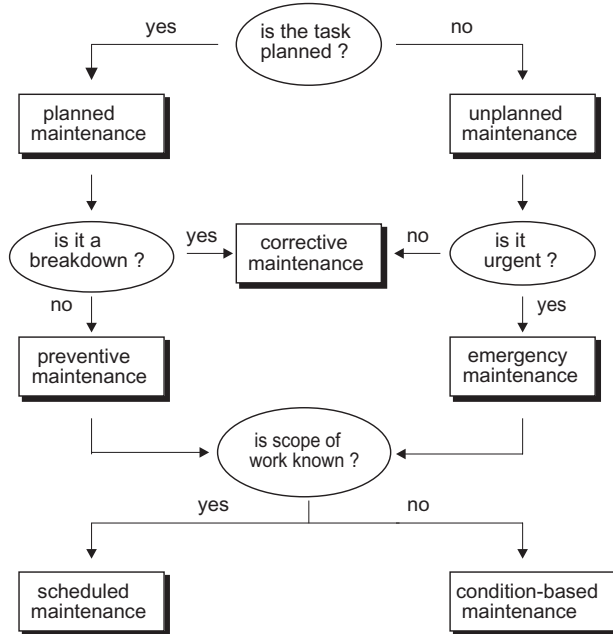 is the task
planned ?
yes
no
planned
maintenance
unplanned
maintenance
is it a
breakdown ?
yes
corrective
maintenance
no
is it
urgent ?
no
yes
preventive
maintenance
emergency
maintenance
is scope of
work known ?
yes
no
scheduled
maintenance
condition-based
maintenance